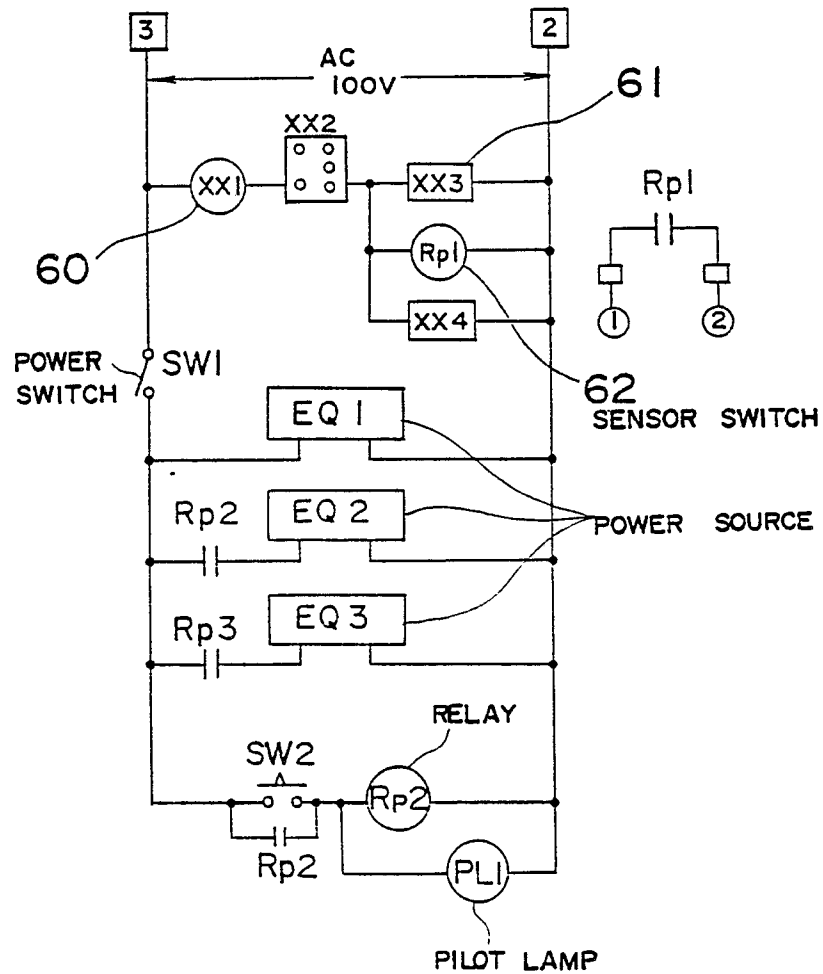 3
2
AC
100V
61
XX2
XX1
XX3
Rp1
Rp1
60
XX4
1
2
POWER
SWITCH
SW1
62
SENSOR SWITCH
EQ 1
Rp2
EQ 2
POWER SOURCE
Rp3
EQ 3
RELAY
SW2
Rp2
Rp2
PL1
PILOT LAMP